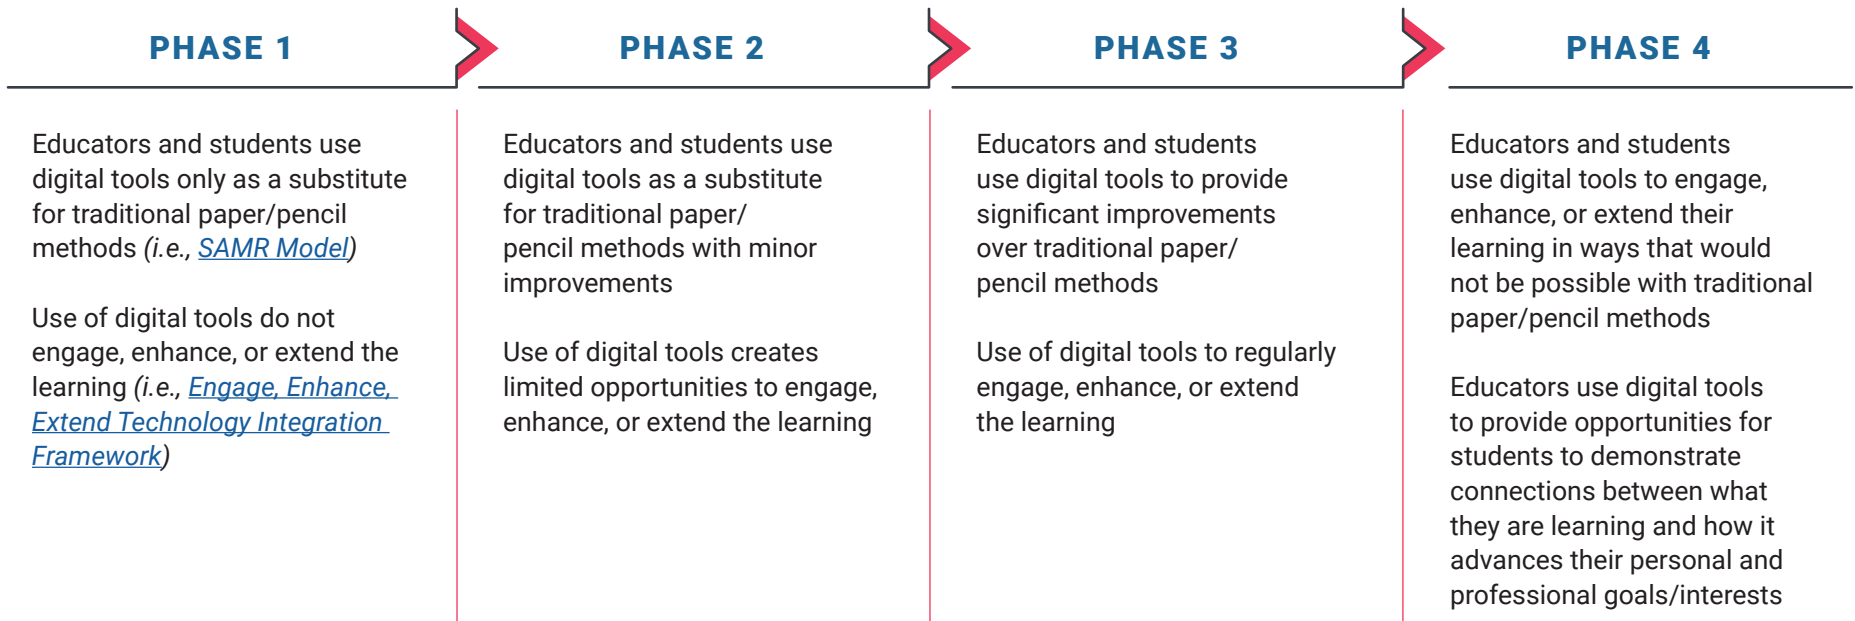 PHASE 1
Educators and students use
digital tools only as a substitute
for traditional paper/pencil
methods (i.e., SAMR Model)
Use of digital tools do not
engage, enhance, or extend the
learning (i.e., Engage, Enhance,
Extend Technology Integration
Framework)
PHASE 2
Educators and students use
digital tools as a substitute
for traditional paper/
pencil methods with minor
improvements
Use of digital tools creates
limited opportunities to engage,
enhance, or extend the learning
PHASE 3
Educators and students
use digital tools to provide
significant improvements
over traditional paper/
pencil methods
Use of digital tools to regularly
engage, enhance, or extend
the learning
PHASE 4
Educators and students
use digital tools to engage,
enhance, or extend their
learning in ways that would
not be possible with traditional
paper/pencil methods
Educators use digital tools
to provide opportunities for
students to demonstrate
connections between what
they are learning and how it
advances their personal and
professional goals/interests